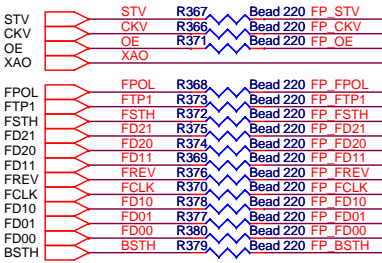 STV STV R367 Bead 220 FP_STV
CKV CKV R366 Bead 220 FP_CKV
OE OE R371 Bead 220 FP_OE
XAO XAO
FPOL FPOL R368 Bead 220 FP_FPOL
FTP1 FTP1 R373 Bead 220 FP_FTP1
FSTH FSTH R372 Bead 220 FP_FSTH
FD21 FD21 R375 Bead 220 FP_FD21
FD20 FD20 R374 Bead 220 FP_FD20
FD11 FD11 R369 Bead 220 FP_FD11
FREV FREV R376 Bead 220 FP_FREV
FCLK FCLK R370 Bead 220 FP_FCLK
FD10 FD10 R378 Bead 220 FP_FD10
FD01 FD01 R377 Bead 220 FP_FD01
FD00 FD00 R380 Bead 220 FP_FD00
BSTH BSTH R379 Bead 220 FP_BSTH